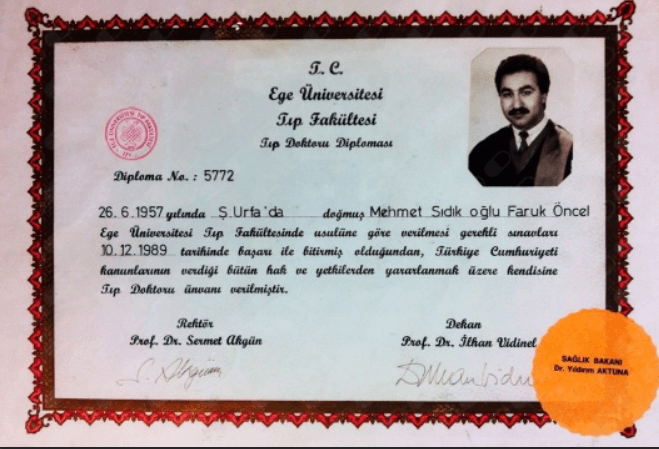 T. C.
Ege Üniversitesi
Tıp Fakültesi
Tıp Doktoru Diploması
Diploma No. : 5772
26.6.1957 yılında Ş.Urfa'da doğmuş Mehmet Sıdık oğlu Faruk Öncel
Ege Üniversitesi Tıp Fakültesinde usulüne göre verilmesi gerekli sınavları
10.12.1989 tarihinde başarı ile bitirmiş olduğundan, Türkiye Cumhuriyeti
kanunlarının verdiği bütün hak ve yetkilerden yararlanmak üzere kendisine
Tıp Doktoru ünvanı verilmiştir.
Rektör
Prof. Dr. Sermet Akgün
Dekan
Prof. Dr. İlhan Vidinel
S. Akgün
SAĞLIK BAKANI
Dr. Yıldırım AKTUNA